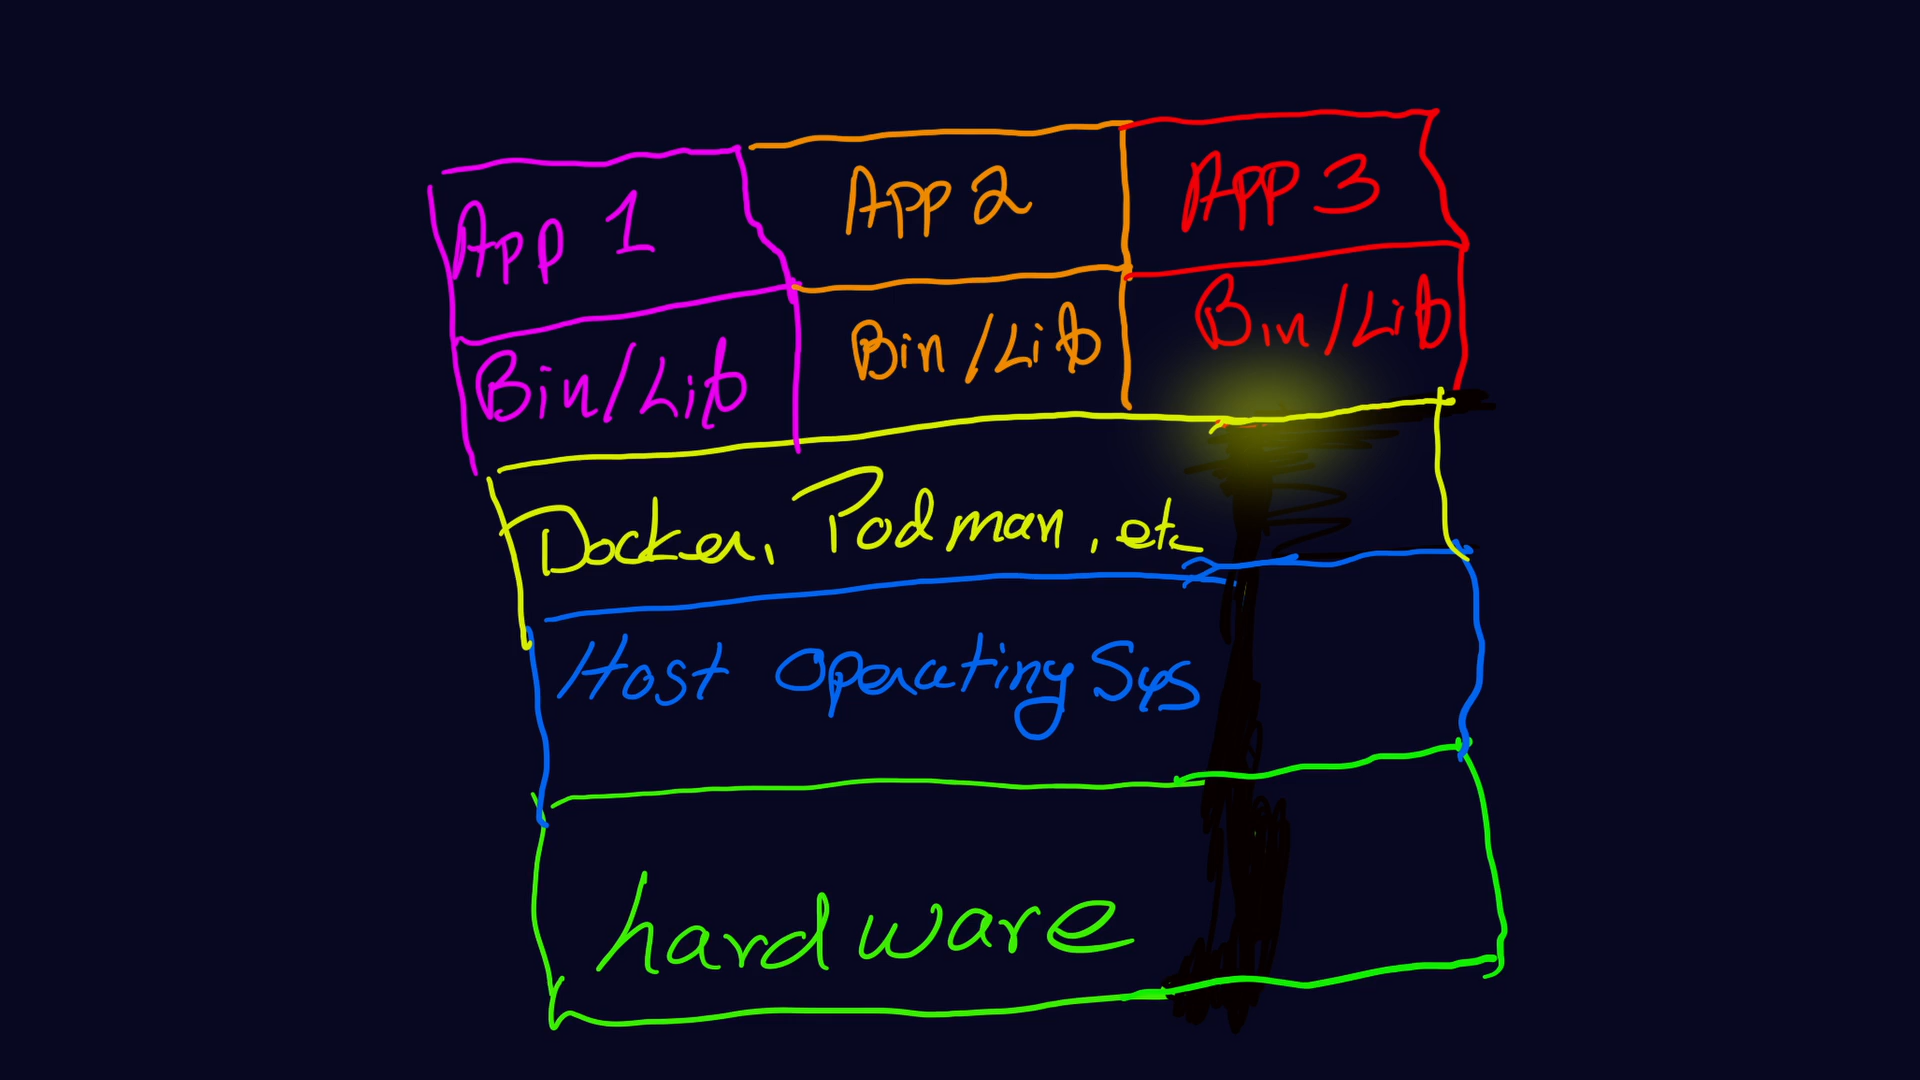 App 1 App 2 App 3
Bin/Lib Bin/Lib Bin/Lib
Docker, Podman, etc
Host Operating Sys
hardware